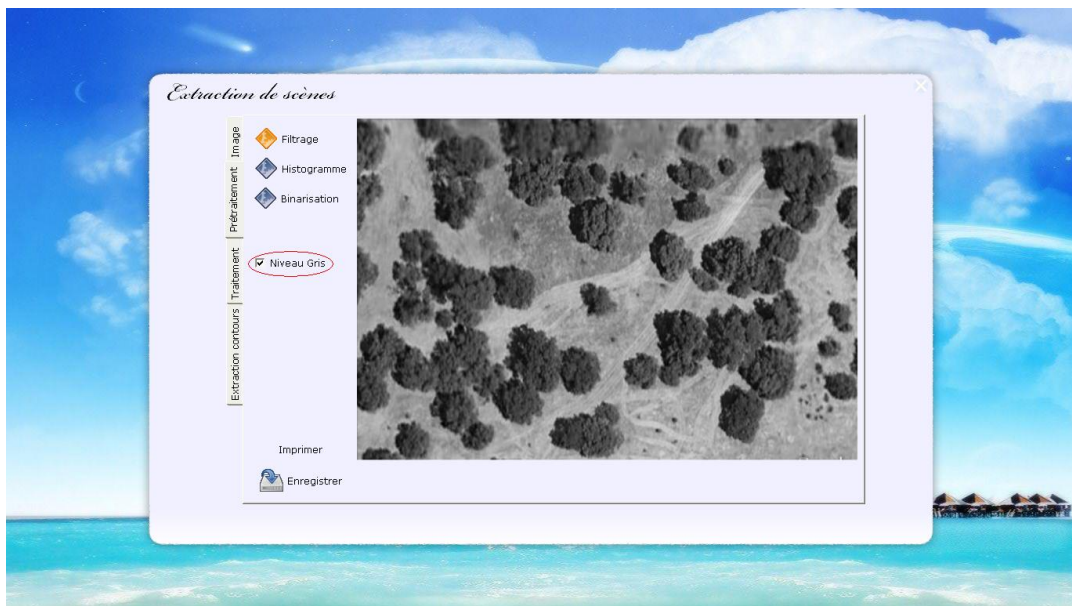 Extraction de scènes
Image
Prétraitement
Traitement
Extraction contours
Filtrage
Histogramme
Binarisation
Niveau Gris
Imprimer
Enregistrer